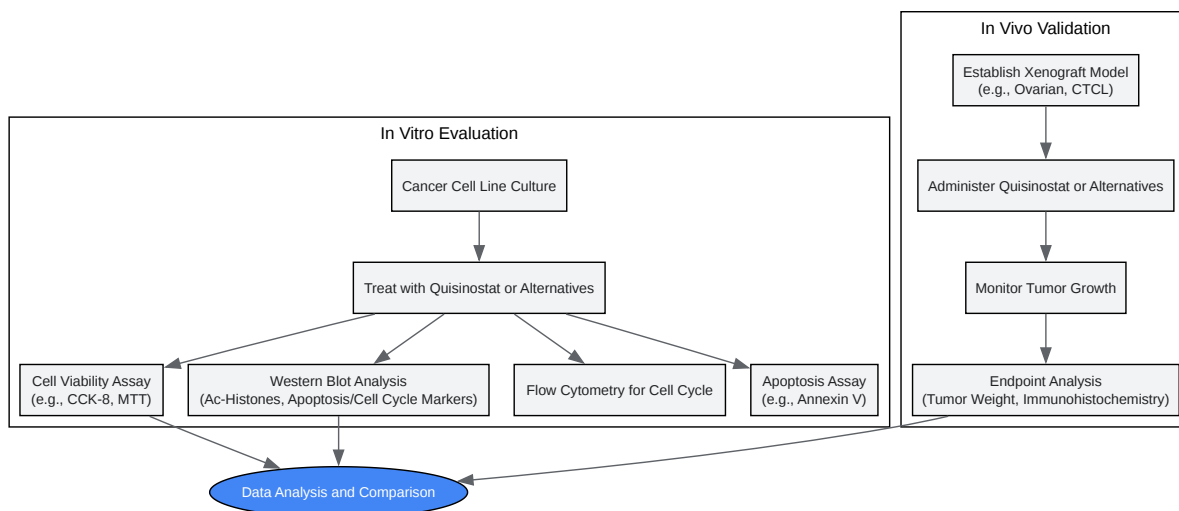 In Vivo Validation
Establish Xenograft Model
(e.g., Ovarian, CTCL)
Administer Quisinostat or Alternatives
Monitor Tumor Growth
Endpoint Analysis
(Tumor Weight, Immunohistochemistry)
In Vitro Evaluation
Cancer Cell Line Culture
Treat with Quisinostat or Alternatives
Cell Viability Assay
(e.g., CCK-8, MTT)
Western Blot Analysis
(Ac-Histones, Apoptosis/Cell Cycle Markers)
Flow Cytometry for Cell Cycle
Apoptosis Assay
(e.g., Annexin V)
Data Analysis and Comparison